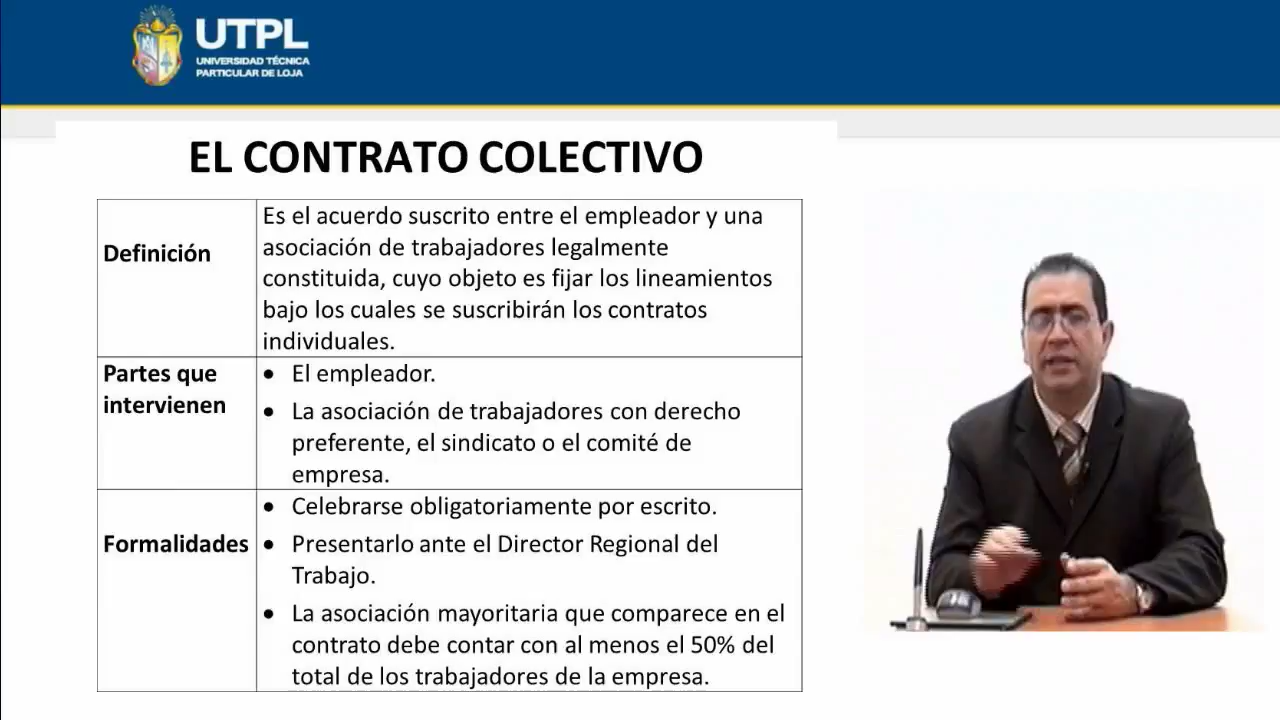 UTPL
UNIVERSIDAD TÉCNICA
PARTICULAR DE LOJA
EL CONTRATO COLECTIVO
Definición
Es el acuerdo suscrito entre el empleador y una
asociación de trabajadores legalmente
constituida, cuyo objeto es fijar los lineamientos
bajo los cuales se suscribirán los contratos
individuales.
Partes que
intervienen
• El empleador.
• La asociación de trabajadores con derecho
preferente, el sindicato o el comité de
empresa.
Formalidades
• Celebrarse obligatoriamente por escrito.
• Presentarlo ante el Director Regional del
Trabajo.
• La asociación mayoritaria que comparece en el
contrato debe contar con al menos el 50% del
total de los trabajadores de la empresa.